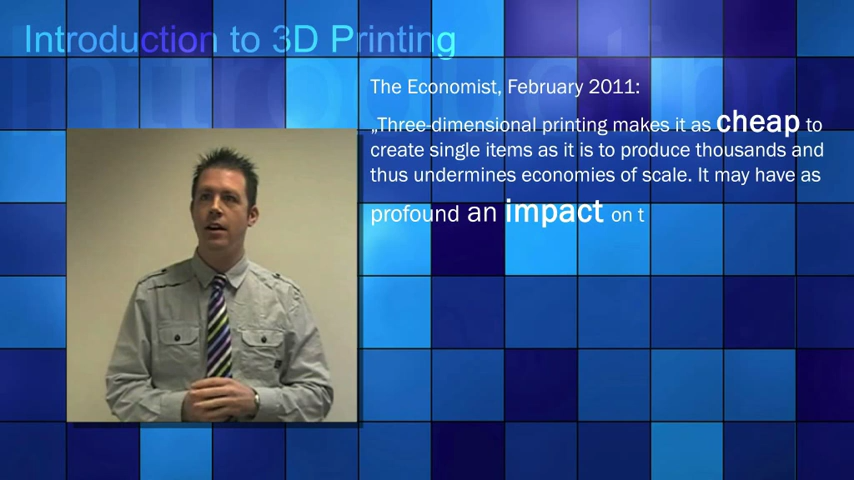 Introduction to 3D Printing
The Economist, February 2011:
„Three-dimensional printing makes it as cheap to
create single items as it is to produce thousands and
thus undermines economies of scale. It may have as
profound an impact on t